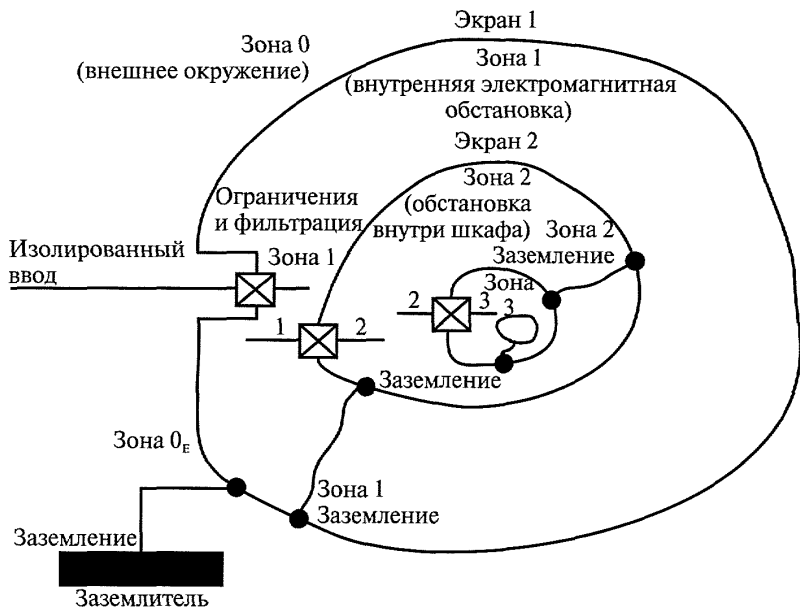 Экран 1
Зона 0
(внешнее окружение)
Зона 1
(внутренняя электромагнитная
обстановка)
Экран 2
Зона 2
(обстановка
внутри шкафа)
Ограничения
и фильтрация
Зона 2
Заземление
Изолированный
ввод
Зона 1
Зона
2
3
3
1
2
Заземление
Зона 0E
Зона 1
Заземление
Заземление
Заземлитель